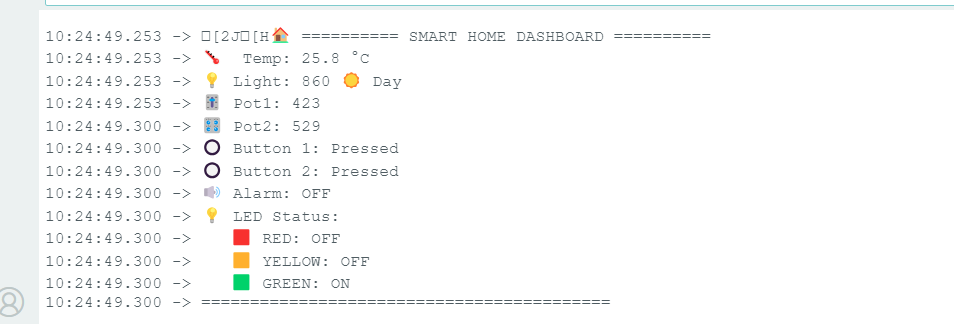 10:24:49.253 -> □[2J□[H🏠 ========== SMART HOME DASHBOARD ==========
10:24:49.253 -> 🌡 Temp: 25.8 °C
10:24:49.253 -> 💡 Light: 860 🌞 Day
10:24:49.253 -> 🎚 Pot1: 423
10:24:49.300 -> 🎛 Pot2: 529
10:24:49.300 -> ⭕ Button 1: Pressed
10:24:49.300 -> ⭕ Button 2: Pressed
10:24:49.300 -> 🔊 Alarm: OFF
10:24:49.300 -> 💡 LED Status:
10:24:49.300 -> 🟥 RED: OFF
10:24:49.300 -> 🟨 YELLOW: OFF
10:24:49.300 -> 🟩 GREEN: ON
10:24:49.300 -> ==========================================